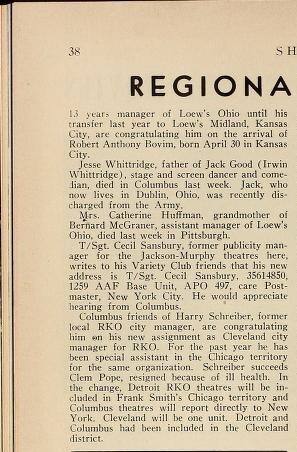 38
S H
REGIONA
13 years manager of Loew's Ohio until his
transfer last year to Loew's Midland, Kansas
City, are congratulating him on the arrival of
Robert Anthony Bovim, born April 30 in Kansas
City.
Jesse Whittridge, father of Jack Good (Irwin
Whittridge), stage and screen dancer and come-
dian, died in Columbus last week. Jack, who
now lives in Dublin, Ohio, was recently dis-
charged from the Army.
Mrs. Catherine Huffman, grandmother of
Bernard McGraner, assistant manager of Loew's
Ohio, died last week in Pittsburgh.
T/Sgt. Cecil Sansbury, former publicity man-
ager for the Jackson-Murphy theatres here,
writes to his Variety Club friends that his new
address is T/Sgt. Cecil Sansbury, 35614850,
1259 AAF Base Unit, APO 497, care Post-
master, New York City. He would appreciate
hearing from Columbus.
Columbus friends of Harry Schreiber, former
local RKO city manager, are congratulating
him on his new assignment as Cleveland city
manager for RKO. For the past year he has
been special assistant in the Chicago territory
for the same organization. Schreiber succeeds
Clem Pope, resigned because of ill health. In
the change, Detroit RKO theatres will be in-
cluded in Frank Smith's Chicago territory and
Columbus theatres will report directly to New
York. Cleveland will be one unit. Detroit and
Columbus had been included in the Cleveland
district.